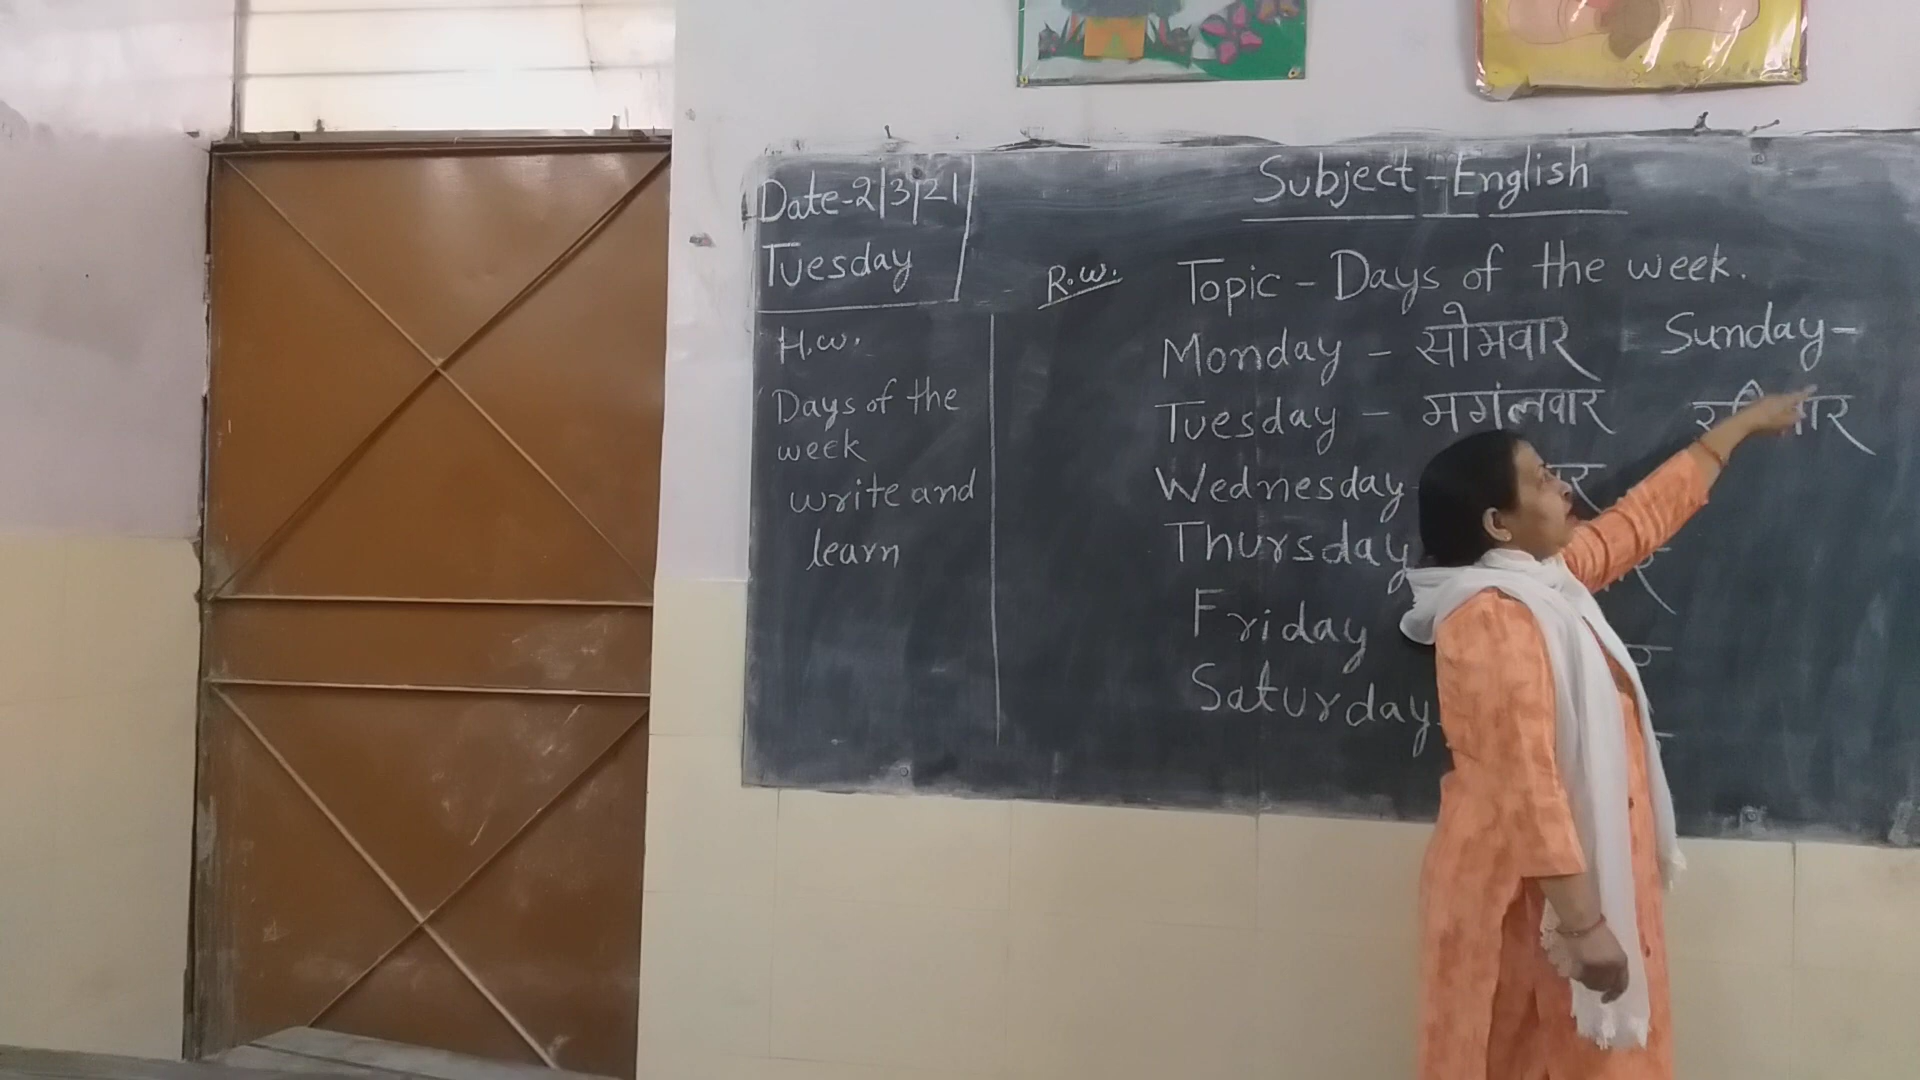 Date-2/3/21
Tuesday
H.W.
Days of the
week
write and
learn
Subject - English
R.W.
Topic - Days of the week.
Monday - सोमवार
Tuesday - मगंलवार
Wednesday-
Thursday
Friday
Saturday
Sunday-